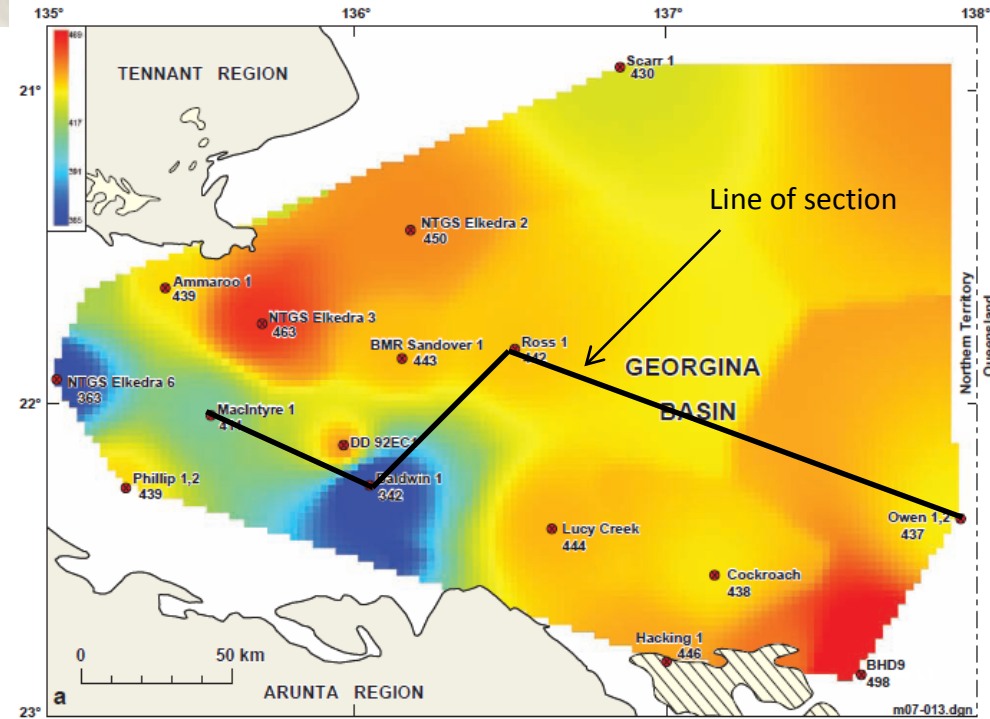 135°
136°
137°
138°
469
417
391
365
TENNANT REGION
21°
Scarr 1
430
Line of section
NTGS Elkedra 2
450
Ammaroo 1
439
NTGS Elkedra 3
463
BMR Sandover 1
443
Ross 1
442
Northern Territory
Queensland
GEORGINA
BASIN
NTGS Elkedra 6
363
22°
MacIntyre 1
DD 92EC1
Phillip 1,2
439
Baldwin 1
342
Lucy Creek
444
Owen 1,2
437
Cockroach
438
Hacking 1
446
BHD9
498
0
50 km
a
ARUNTA REGION
23°
m07-013.dgn